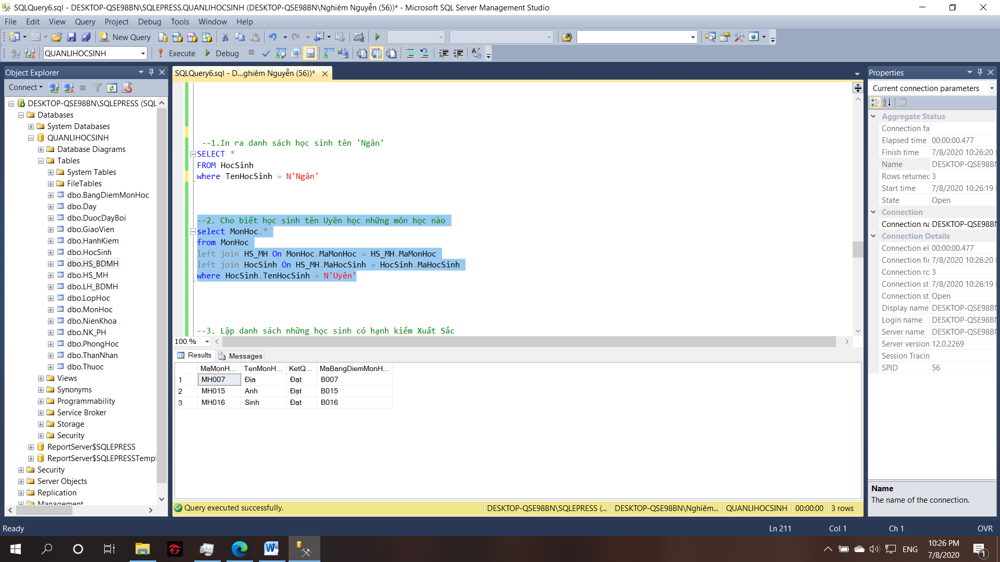 SQLQuery6.sql - DESKTOP-QSE98BN\SQLEPRESS.QUANLIHOCSINH (DESKTOP-QSE98BN\Nghiêm Nguyễn (56))* - Microsoft SQL Server Management Studio
File Edit View Query Project Debug Tools Window Help
New Query
QUANLIHOCSINH Execute Debug
Object Explorer
Connect
DESKTOP-QSE98BN\SQLEPRESS (SQL
Databases
System Databases
QUANLIHOCSINH
Database Diagrams
Tables
System Tables
FileTables
dbo.BangDiemMonHoc
dbo.Day
dbo.DuocDayBoi
dbo.GiaoVien
dbo.HanhKiem
dbo.HocSinh
dbo.HS_BDMH
dbo.HS_MH
dbo.LH_BDMH
dbo.LopHoc
dbo.MonHoc
dbo.NienKhoa
dbo.NK_PH
dbo.PhongHoc
dbo.ThanNhan
dbo.Thuoc
Views
Synonyms
Programmability
Service Broker
Storage
Security
ReportServer$SQLEPRESS
ReportServer$SQLEPRESSTemp
Security
Server Objects
Replication
Management
SQLQuery6.sql - D...ghiêm Nguyễn (56))*
--1.In ra danh sách học sinh tên 'Ngân'
SELECT *
FROM HocSinh
where TenHocSinh = N'Ngân'
--2. Cho biết học sinh tên Uyên học những môn học nào
select MonHoc.*
from MonHoc
left join HS_MH On MonHoc.MaMonHoc = HS_MH.MaMonHoc
left join HocSinh On HS_MH.MaHocSinh = HocSinh.MaHocSinh
where HocSinh.TenHocSinh = N'Uyên'
--3. Lập danh sách những học sinh có hạnh kiểm Xuất Sắc
100 %
Results Messages
MaMonH... TenMonH... KetQ... MaBangDiemMonH...
1 MH007 Địa Đạt B007
2 MH015 Anh Đạt B015
3 MH016 Sinh Đạt B016
Query executed successfully. DESKTOP-QSE98BN\SQLEPRESS (... DESKTOP-QSE98BN\Nghiêm... QUANLIHOCSINH 00:00:00 3 rows
Properties
Current connection parameters
Aggregate Status
Connection fa
Elapsed time 00:00:00.477
Finish time 7/8/2020 10:26:20
Name DESKTOP-QSE98BN
Rows returned 3
Start time 7/8/2020 10:26:19
State Open
Connection
Connection na DESKTOP-QSE98BN
Connection Details
Connection el 00:00:00.477
Connection fi 7/8/2020 10:26:20
Connection ro 3
Connection st 7/8/2020 10:26:19
Connection st Open
Display name DESKTOP-QSE98BN
Login name DESKTOP-QSE98BN
Server name DESKTOP-QSE98BN
Server version 12.0.2269
Session Tracin
SPID 56
Name
The name of the connection.
Ready Ln 211 Col 1 Ch 1 OVR
ENG 10:26 PM
7/8/2020
1